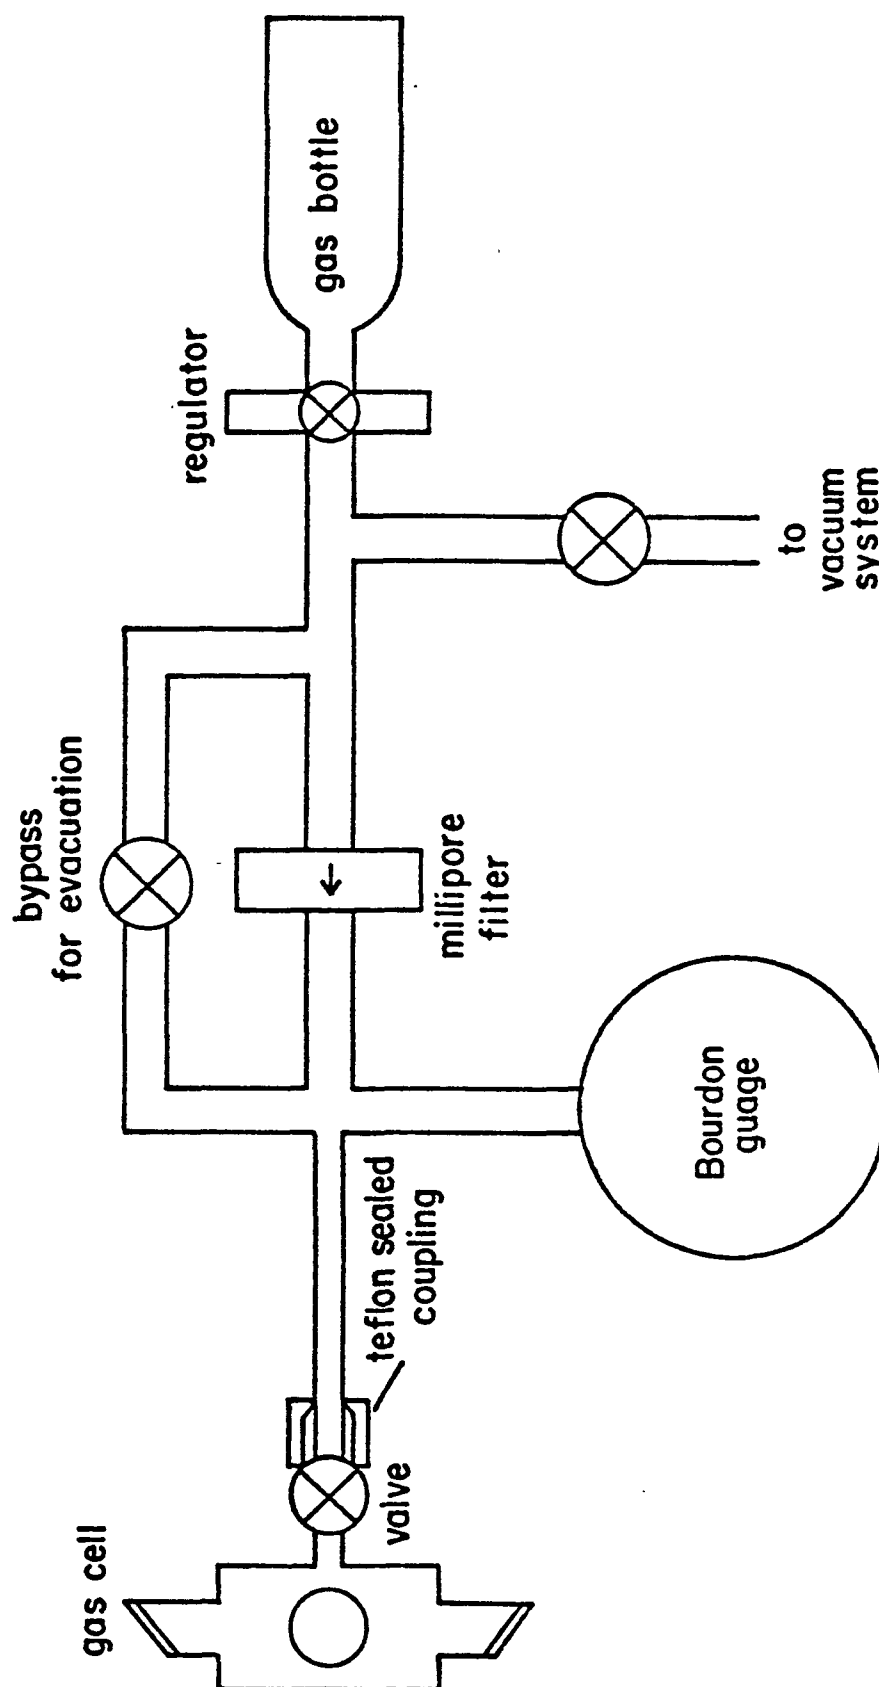 gas cell
valve
teflon sealed
coupling
bypass
for evacuation
millipore
filter
Bourdon
guage
regulator
to
vacuum
system
gas bottle